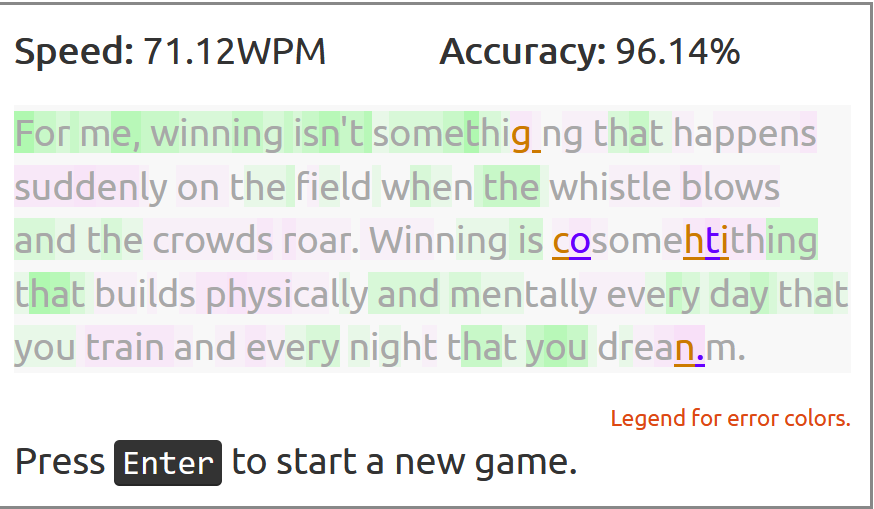 Speed: 71.12WPM Accuracy: 96.14%
For me, winning isn't somethig ng that happens
suddenly on the field when the whistle blows
and the crowds roar. Winning is cosomehtithing
that builds physically and mentally every day that
you train and every night that you drean.m.
Legend for error colors.
Press Enter to start a new game.